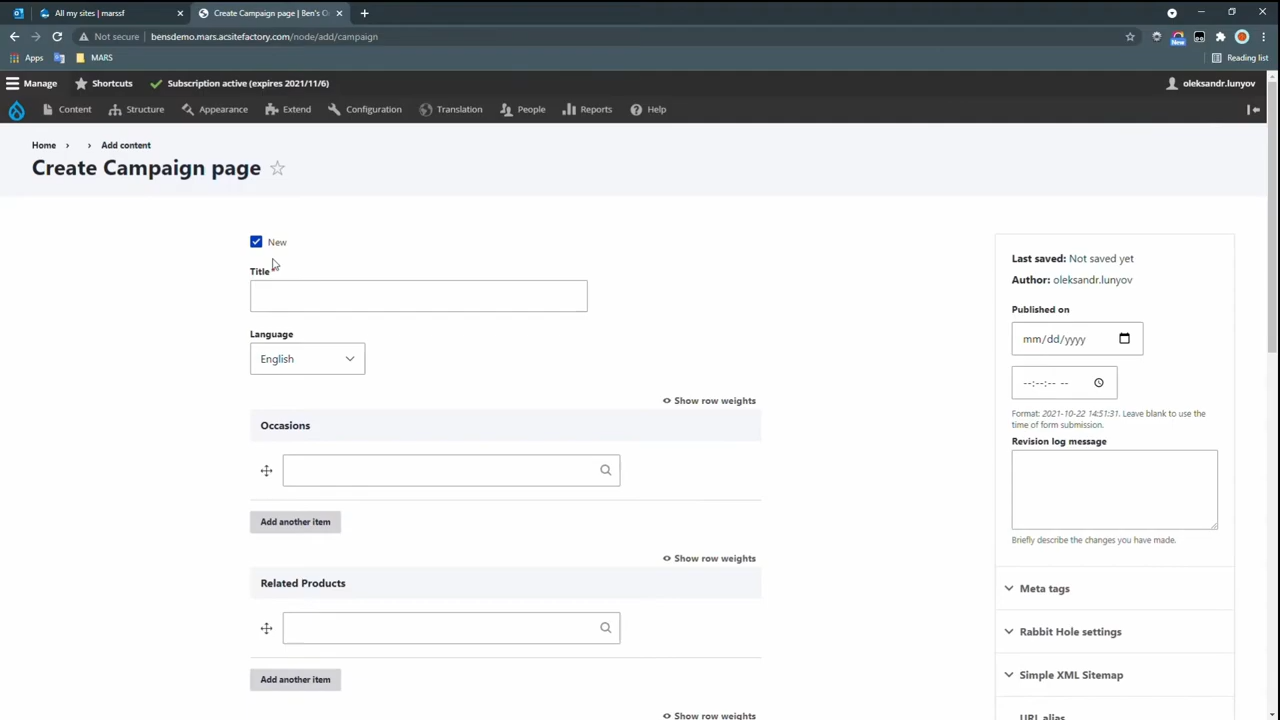 All my sites | marssf
Create Campaign page | Ben's C
Not secure
bensdemo.mars.acsitefactory.com/node/add/campaign
New
Apps
MARS
Reading list
Manage
Shortcuts
Subscription active (expires 2021/11/6)
oleksandr.lunyov
Content
Structure
Appearance
Extend
Configuration
Translation
People
Reports
Help
Home
Add content
Create Campaign page
New
Title
Language
English
Show row weights
Occasions
Add another item
Show row weights
Related Products
Add another item
Show row weights
Last saved: Not saved yet
Author: oleksandr.lunyov
Published on
mm/dd/yyyy
--:--:-- --
Format: 2021-10-22 14:51:31. Leave blank to use the
time of form submission.
Revision log message
Briefly describe the changes you have made.
Meta tags
Rabbit Hole settings
Simple XML Sitemap
URL alias